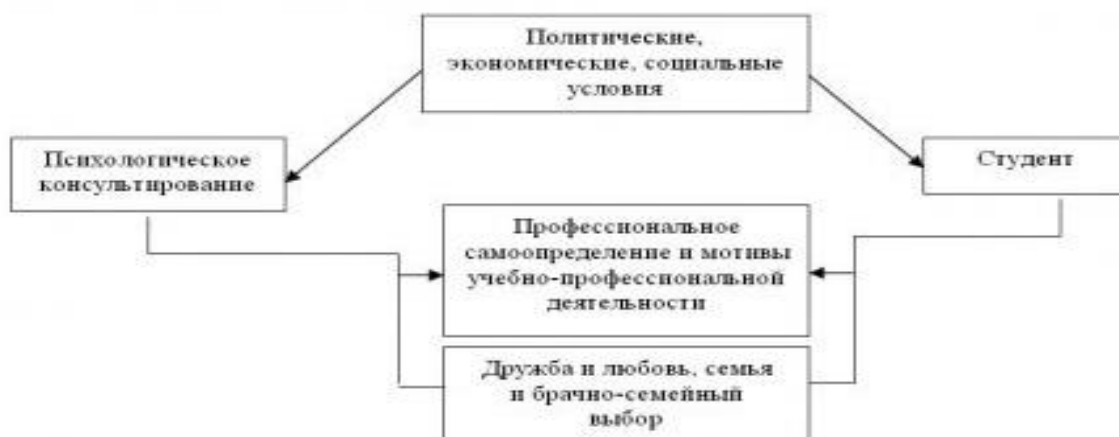 Политические,
экономические, социальные
условия
Психологическое
консультирование
Студент
Профессиональное
самоопределение и мотивы
учебно-профессиональной
деятельности
Дружба и любовь, семья
и брачно-семейный
выбор